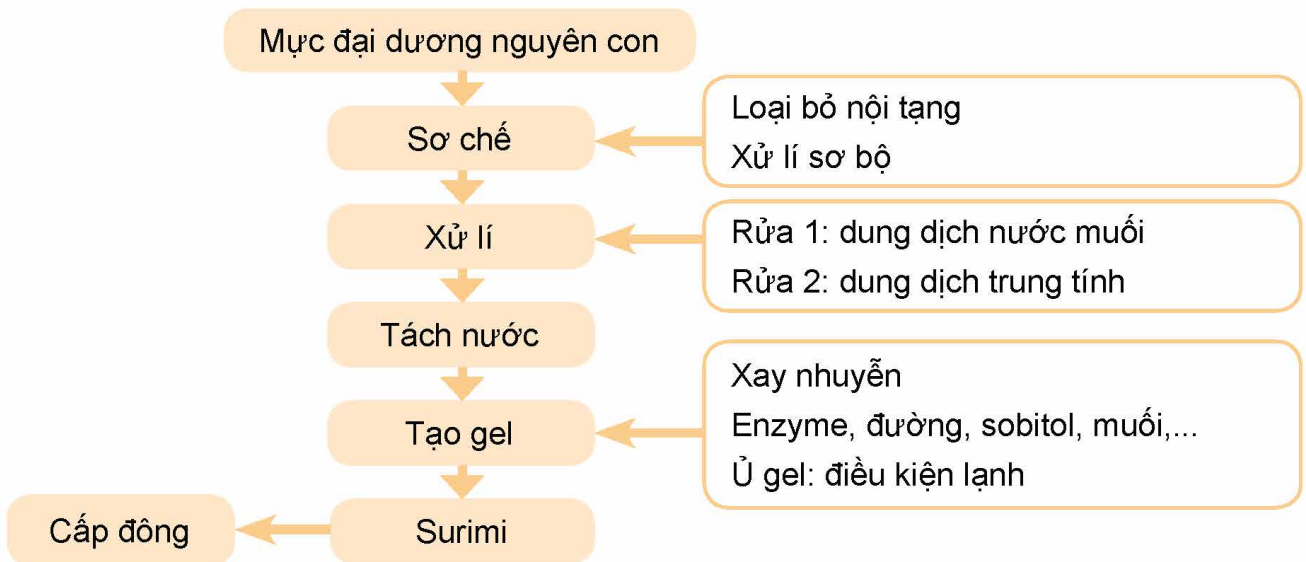 Mực đại dương nguyên con
Sơ chế
Loại bỏ nội tạng
Xử lí sơ bộ
Xử lí
Rửa 1: dung dịch nước muối
Rửa 2: dung dịch trung tính
Tách nước
Tạo gel
Xay nhuyễn
Enzyme, đường, sobitol, muối,...
Ủ gel: điều kiện lạnh
Surimi
Cấp đông